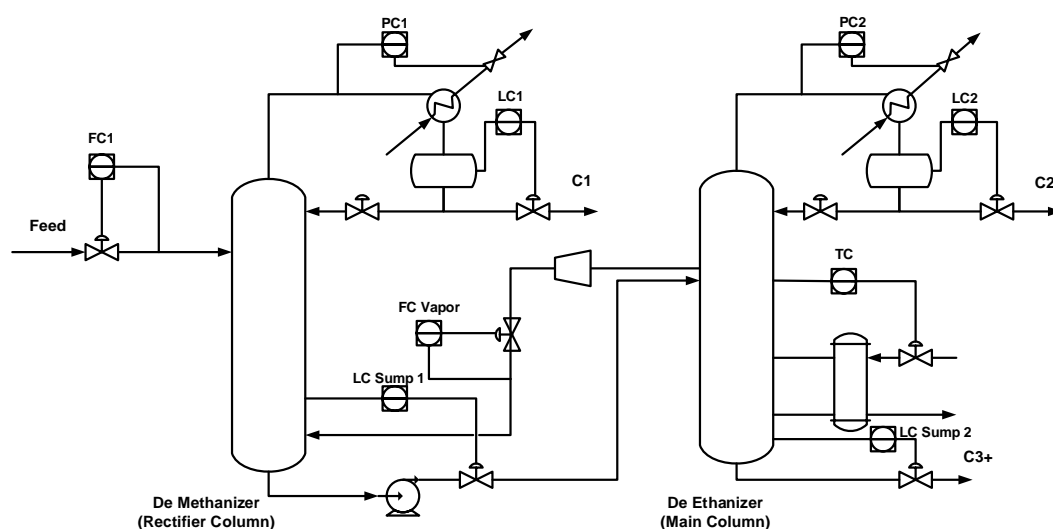 PC1
PC2
LC1
LC2
FC1
C1
C2
Feed
TC
FC Vapor
LC Sump 1
LC Sump 2
C3+
De Methanizer
(Rectifier Column)
De Ethanizer
(Main Column)